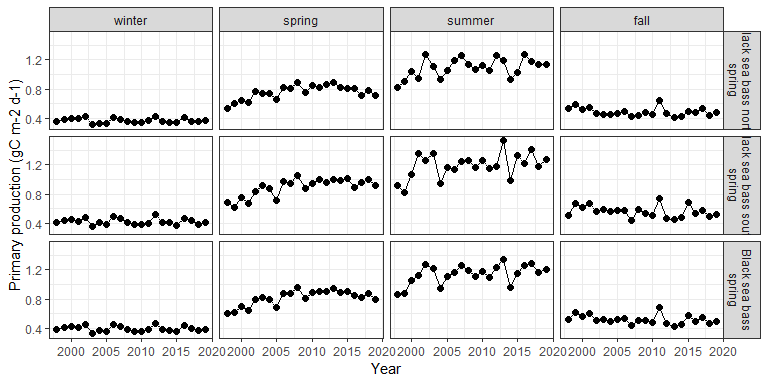 winter spring summer fall
Primary production (gC m-2 d-1)
1.2
0.8
0.4
lack sea bass nort
spring
1.2
0.8
0.4
lack sea bass sout
spring
1.2
0.8
0.4
Black sea bass
spring
2000 2005 2010 2015 2020 2000 2005 2010 2015 2020 2000 2005 2010 2015 2020 2000 2005 2010 2015 2020
Year